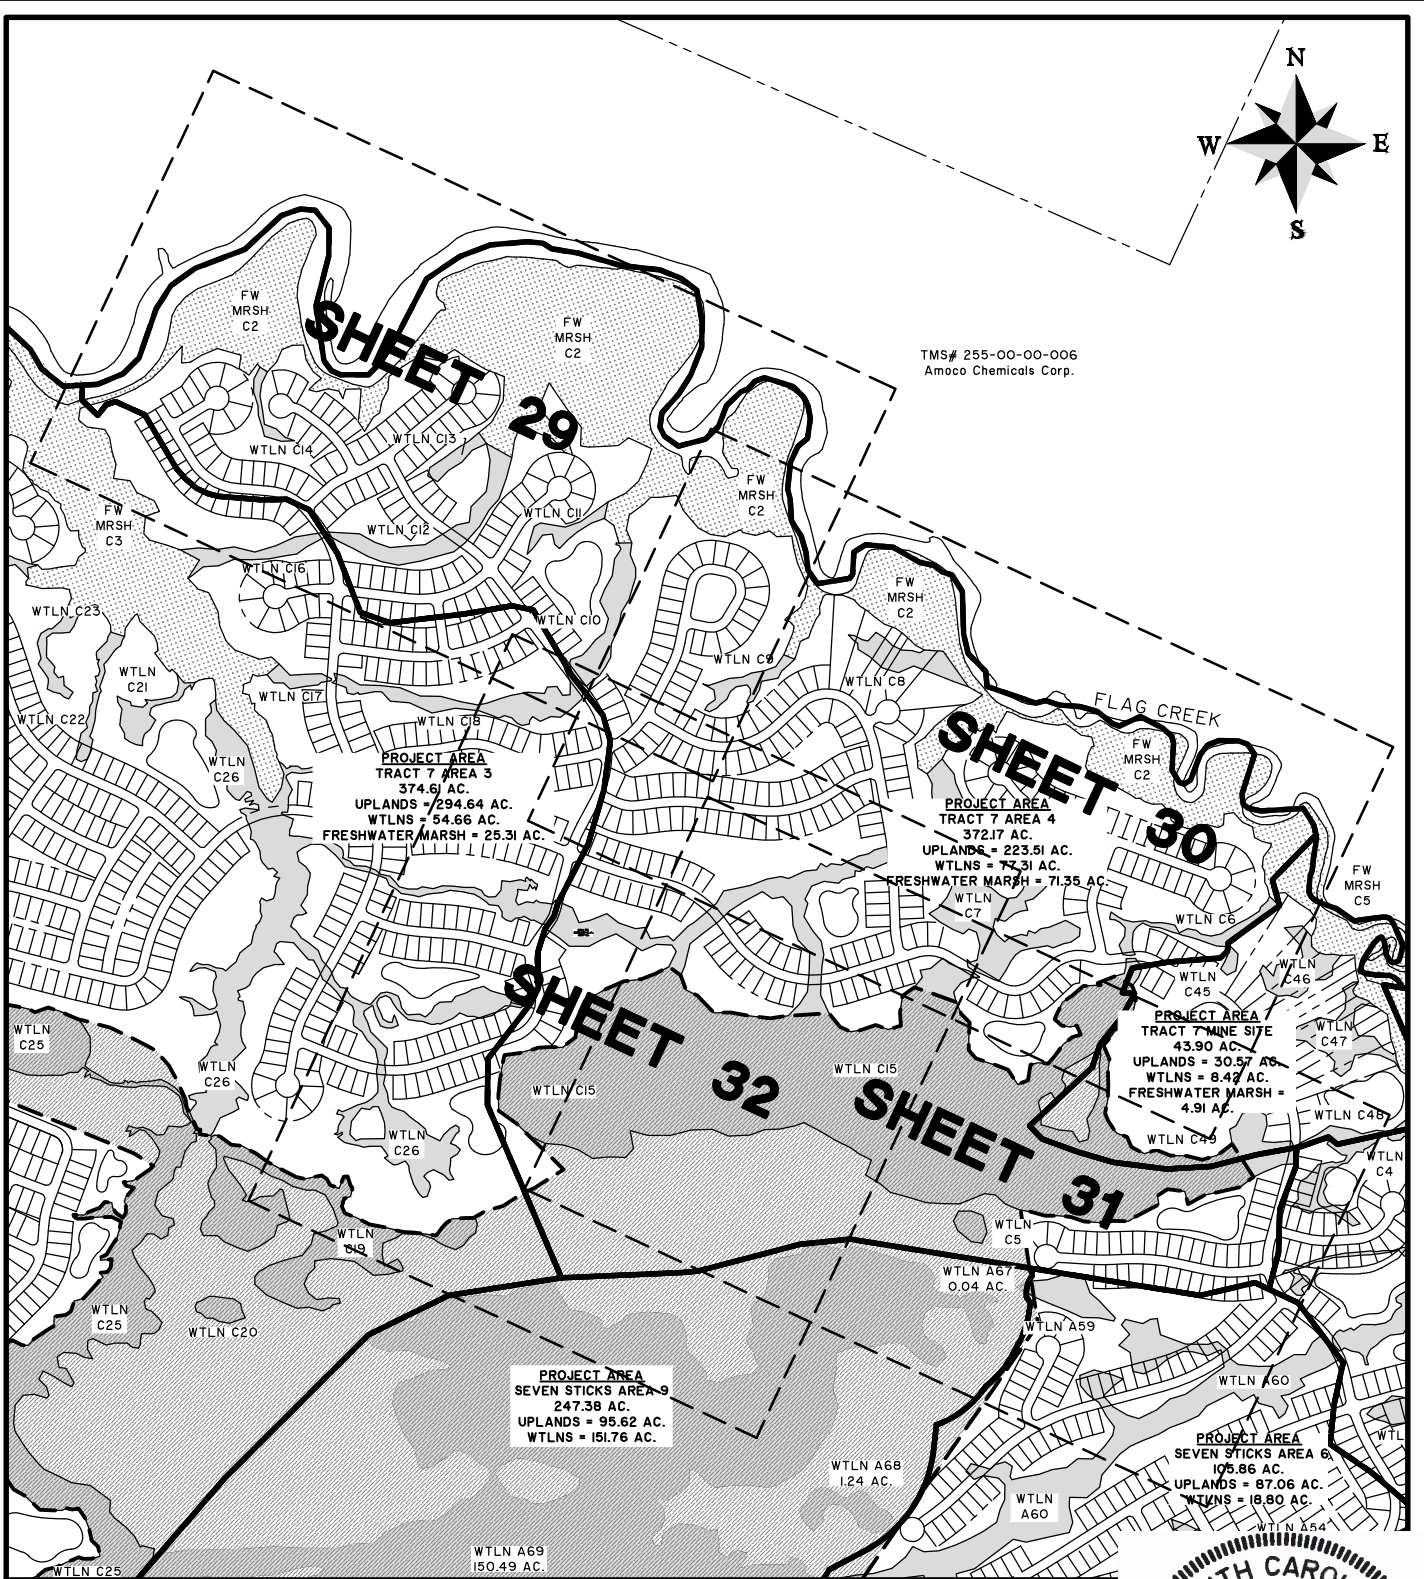 N
W
E
S
FW
MRSH
C2
FW
MRSH
C2
SHEET 29
TMS# 255-00-00-006
Amoco Chemicals Corp.
WTLN C14
WTLN C13
FW
MRSH
C3
WTLN C12
WTLN C11
FW
MRSH
C2
WTLN C16
FW
MRSH
C2
WTLN C23
WTLN C10
WTLN C9
WTLN
C21
WTLN C17
WTLN C8
WTLN C22
WTLN C18
FLAG CREEK
SHEET 30
WTLN
C26
FW
MRSH
C2
PROJECT AREA
TRACT 7 AREA 3
374.61 AC.
UPLANDS = 294.64 AC.
WTLNS = 54.66 AC.
FRESHWATER MARSH = 25.31 AC.
PROJECT AREA
TRACT 7 AREA 4
372.17 AC.
UPLANDS = 223.51 AC.
WTLNS = 77.31 AC.
FRESHWATER MARSH = 71.35 AC.
FW
MRSH
C5
WTLN
C7
WTLN C6
WTLN
C45
WTLN
C46
SHEET 32
PROJECT AREA
TRACT 7 MINE SITE
43.90 AC.
UPLANDS = 30.57 AC.
WTLNS = 8.42 AC.
FRESHWATER MARSH =
4.91 AC.
WTLN
C47
WTLN
C25
WTLN
C26
WTLN C15
WTLN C15
SHEET 31
WTLN C48
WTLN
C26
WTLN C49
WTLN
C4
WTLN
C19
WTLN
C5
WTLN A67
0.04 AC.
WTLN
C25
WTLN C20
WTLN A59
PROJECT AREA
SEVEN STICKS AREA 9
247.38 AC.
UPLANDS = 95.62 AC.
WTLNS = 151.76 AC.
WTLN A60
PROJECT AREA
SEVEN STICKS AREA 6
105.86 AC.
UPLANDS = 87.06 AC.
WTLNS = 18.80 AC.
WTL
WTLN A68
1.24 AC.
WTLN
A60
WTLN A54
WTLN A69
150.49 AC.
WTLN C25
TH CARO